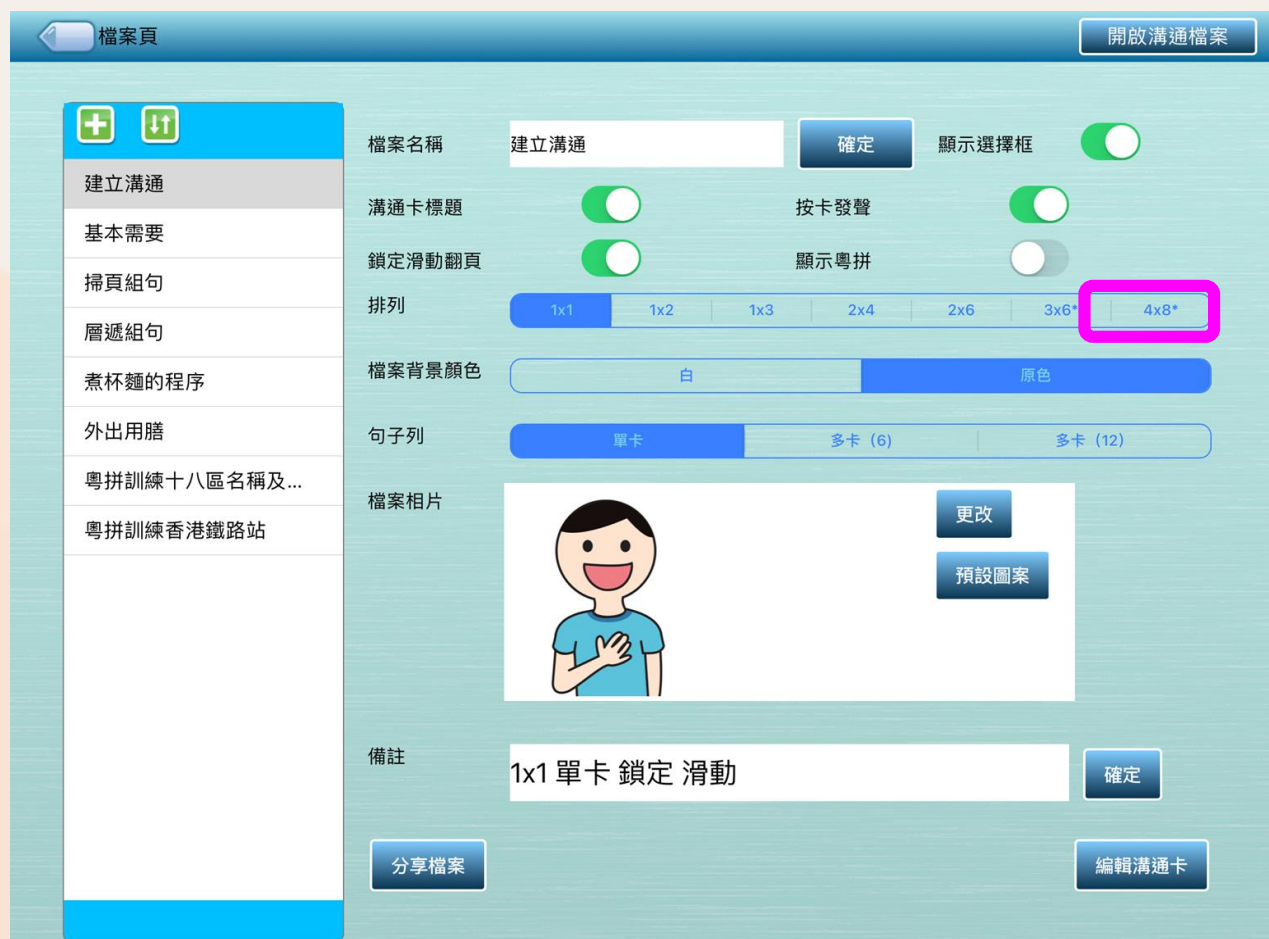 檔案頁
開啟溝通檔案
檔案名稱 建立溝通 確定 顯示選擇框
建立溝通
基本需要
掃頁組句
層遞組句
煮杯麵的程序
外出用膳
粵拼訓練十八區名稱及...
粵拼訓練香港鐵路站
溝通卡標題 按卡發聲
鎖定滑動翻頁 顯示粵拼
排列 1x1 1x2 1x3 2x4 2x6 3x6* 4x8*
檔案背景顏色 白 原色
句子列 單卡 多卡 (6) 多卡 (12)
檔案相片 更改
預設圖案
備註 1x1 單卡 鎖定 滑動 確定
分享檔案 編輯溝通卡